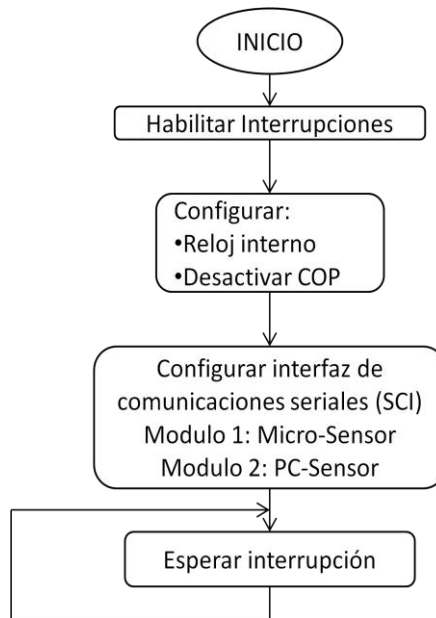 INICIO
Habilitar Interrupciones
Configurar:
•Reloj interno
•Desactivar COP
Configurar interfaz de
comunicaciones seriales (SCI)
Modulo 1: Micro-Sensor
Modulo 2: PC-Sensor
Esperar interrupción